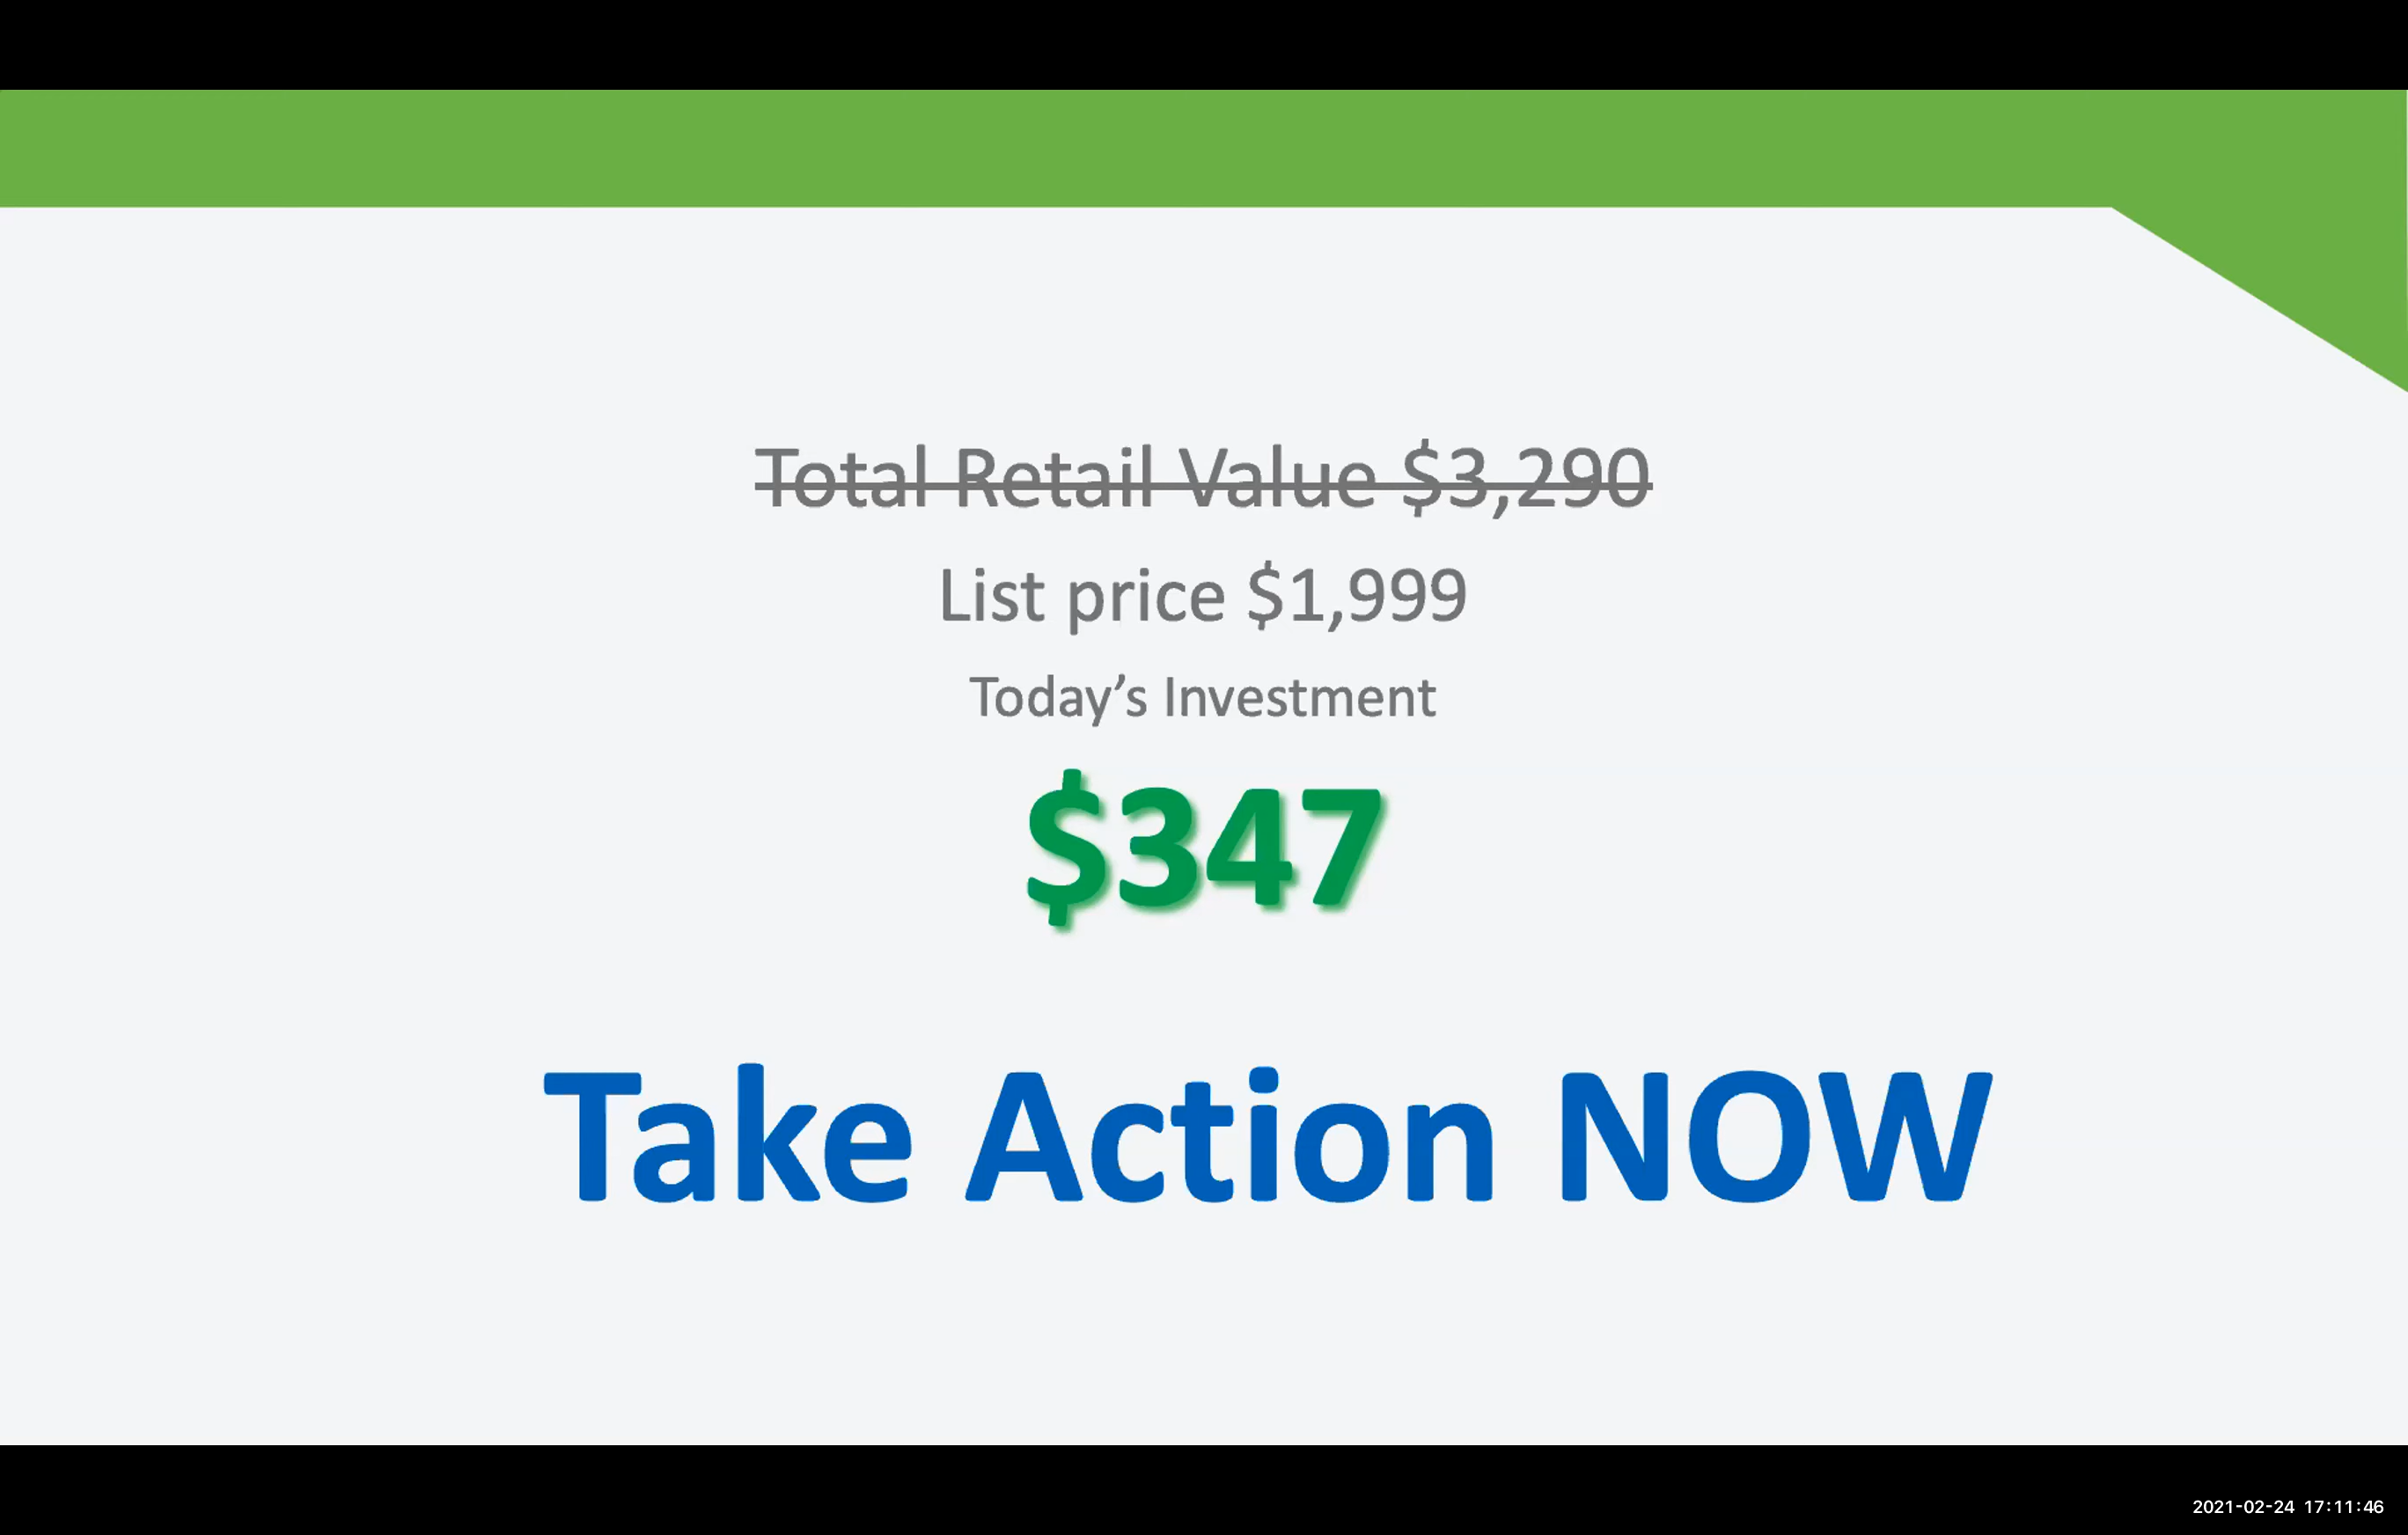 Total Retail Value $3,290
List price $1,999
Today’s Investment
$347
Take Action NOW
2021-02-24 17:11:46